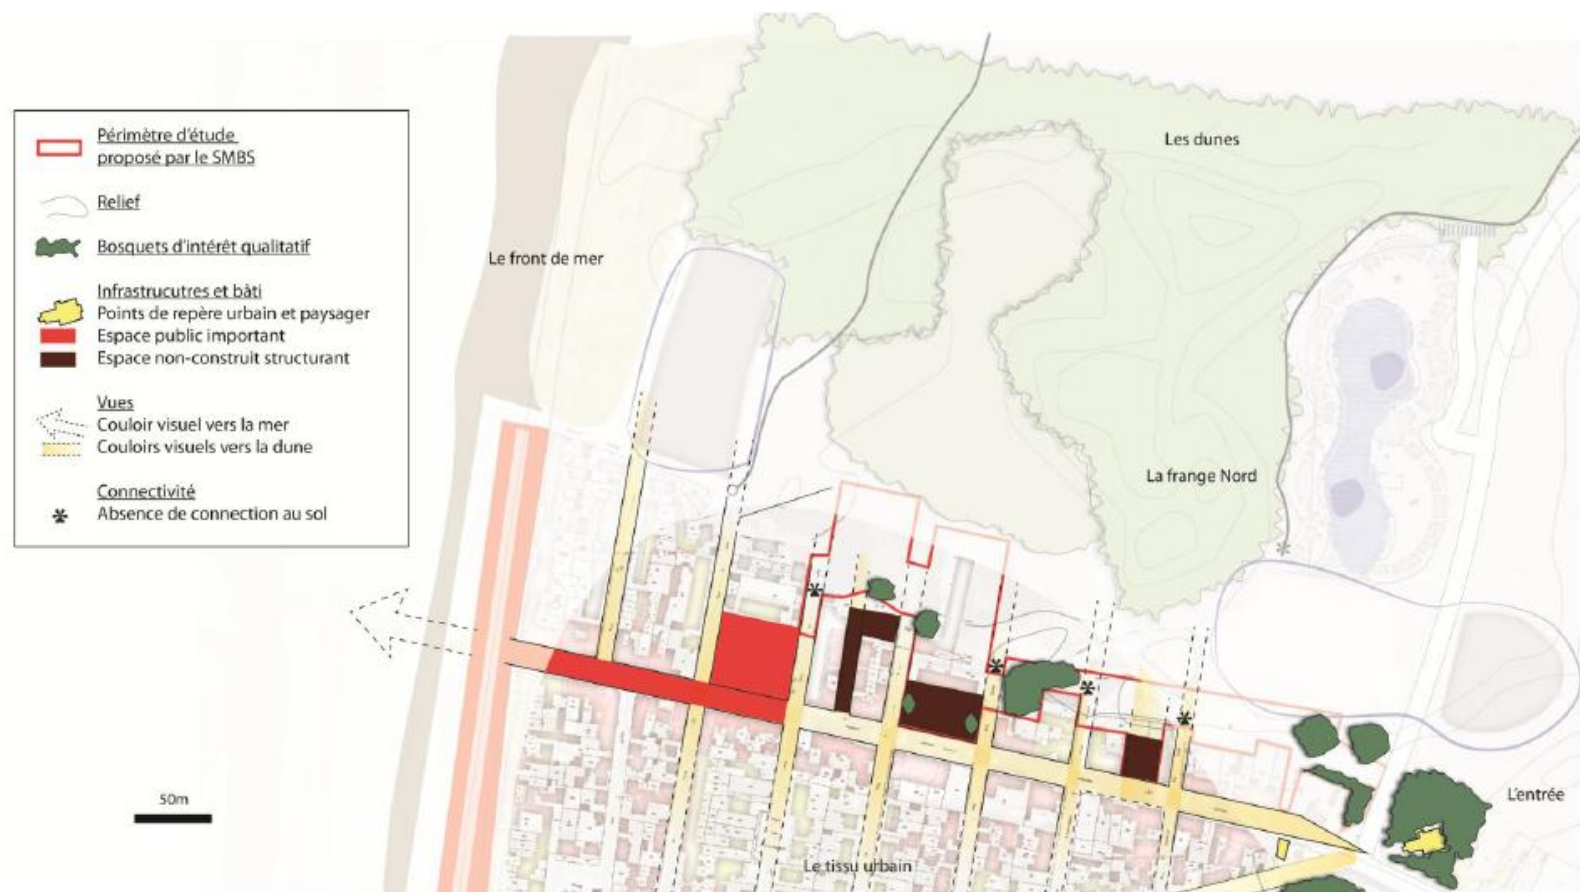 Périmètre d'étude
proposé par le SMBS
Relief
Bosquets d'intérêt qualitatif
Infrastrucutres et bâti
Points de repère urbain et paysager
Espace public important
Espace non-construit structurant
Vues
Couloir visuel vers la mer
Couloirs visuels vers la dune
Connectivité
Absence de connection au sol
50m
Les dunes
Le front de mer
La frange Nord
L'entrée
Le tissu urbain